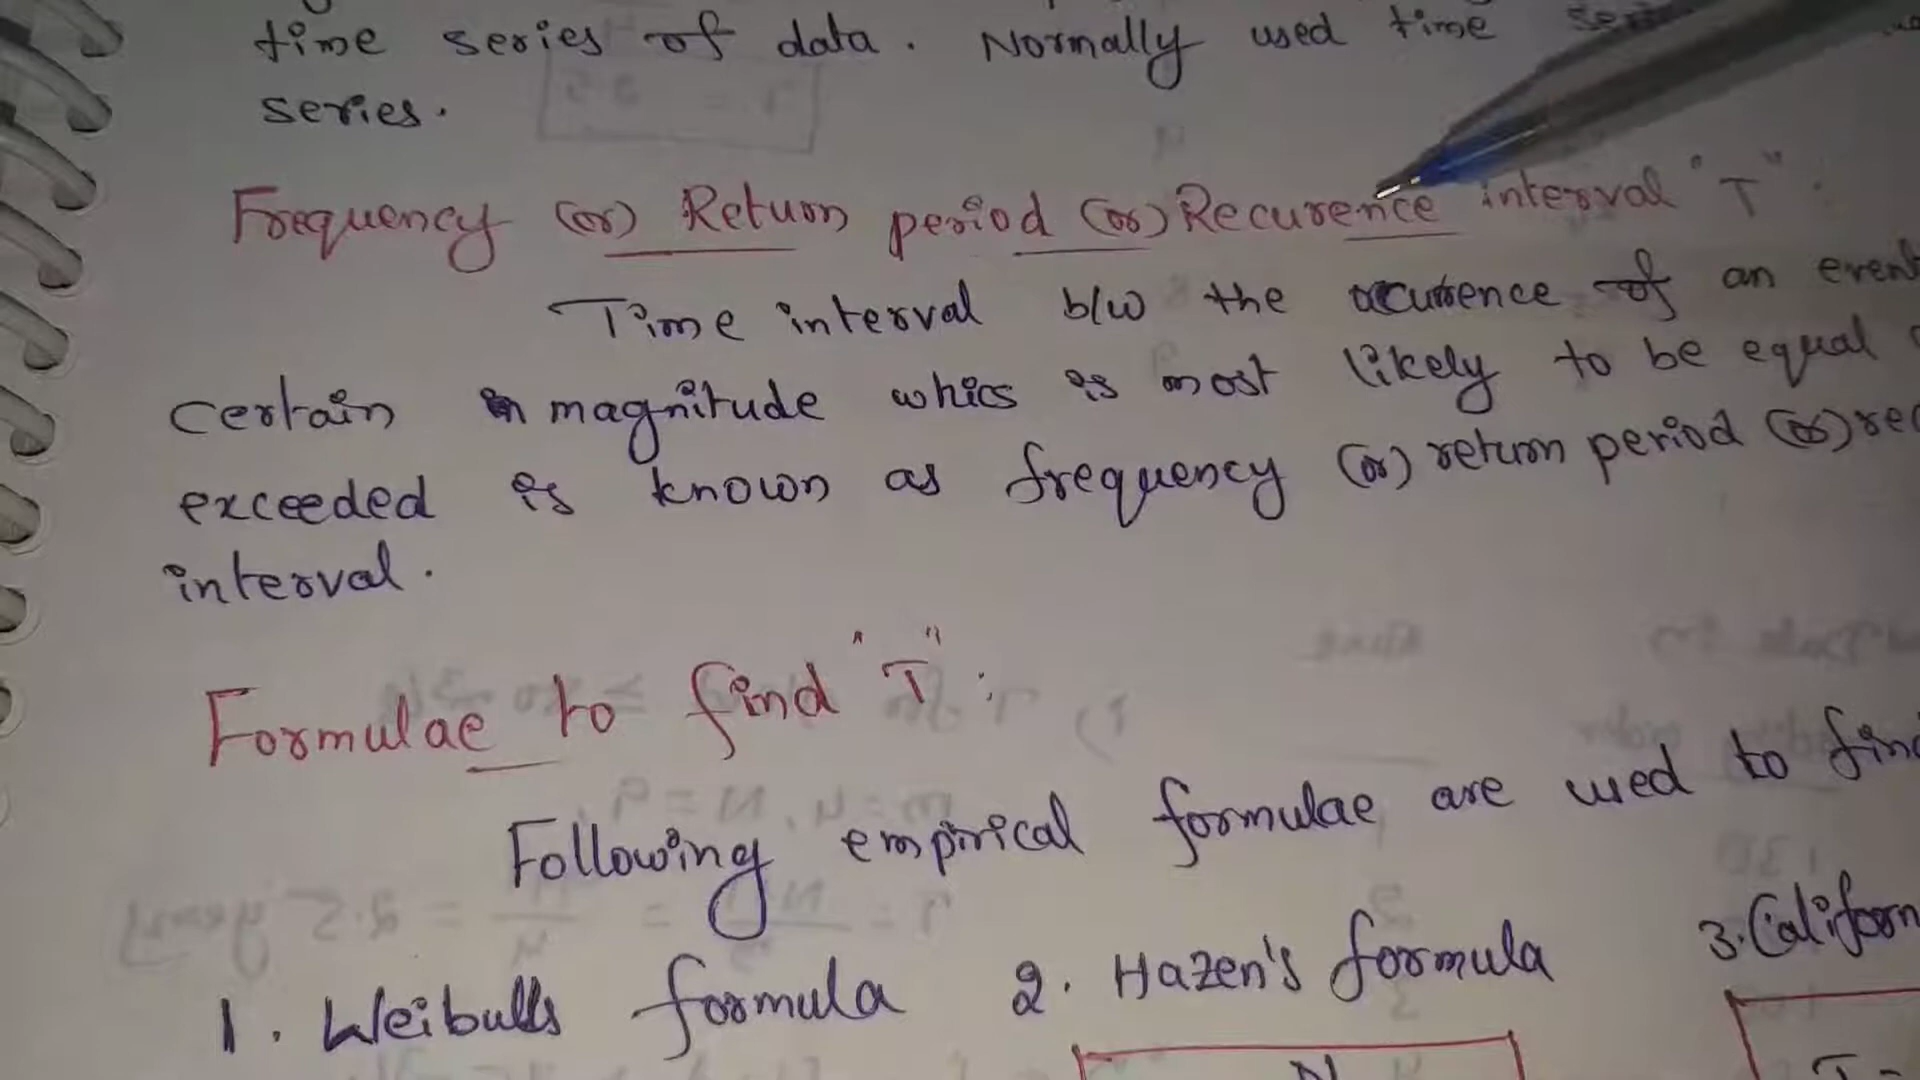 time series of data. Normally used time
series.
Frequency (or) Return period (or) Recurence interval "T" :
Time interval b/w the occurence of an event
certain magnitude whics is most likely to be equal
exceeded is known as frequency (or) return period (or) rec
interval.
Formulae to find "T" :
Following empirical formulae are used to find
1. Weibulls formula 2. Hazen's formula 3. Californ
N
T =